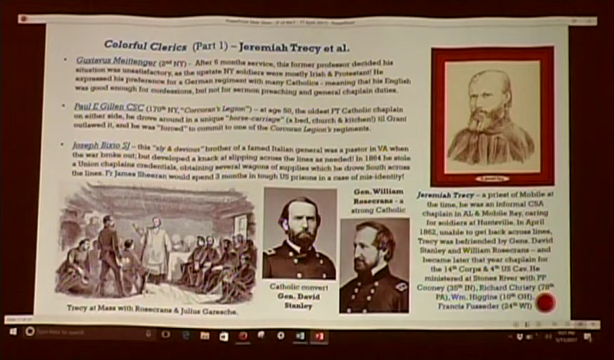 Colorful Clerics (Part 1) – Jeremiah Trecy et al.
Gustavus Meittenger (2nd NY) – After 6 months service, this former professor decided his
situation was unsatisfactory, as the upstate NY soldiers were mostly Irish & Protestant! He
expressed his preference for a German regiment with many Catholics – meaning that his English
was good enough for confessions, but not for sermon preaching and general chaplain duties.
Paul E Gillen CSC (170th NY, "Corcoran's Legion") – at age 50, the oldest FT Catholic chaplain
on either side, he drove around in a unique "horse-carriage" (a bed, church & kitchen!) til Grant
outlawed it, and he was "forced" to commit to one of the Corcoran Legion's regiments.
Joseph Bixio SJ – this "sly & devious" brother of a famed Italian general was a pastor in VA when
the war broke out; but developed a knack at slipping across the lines as needed! In 1864 he stole
a Union chaplains credentials, obtaining several wagons of supplies which he drove South across
the lines. Fr James Sheeran would spend 3 months in tough US prisons in a case of mis-identity!
Trecy at Mass with Rosecrans & Julius Garesche.
Catholic convert
Gen. David
Stanley
Gen. William
Rosecrans - a
strong Catholic
Jeremiah Trecy – a priest of Mobile at
the time, he was an informal CSA
chaplain in AL & Mobile Bay, caring
for soldiers at Huntsville. In April
1862, unable to get back across lines,
Trecy was befriended by Gens. David
Stanley & William Rosecrans – and
became later that year chaplain for
the 14th Corps & 4th US Cav. He
ministered at Stones River with FF
Cooney (35th IN), Richard Christy (78th
PA), Wm. Higgins (10th OH),
Francis Fusseder (24th WI)